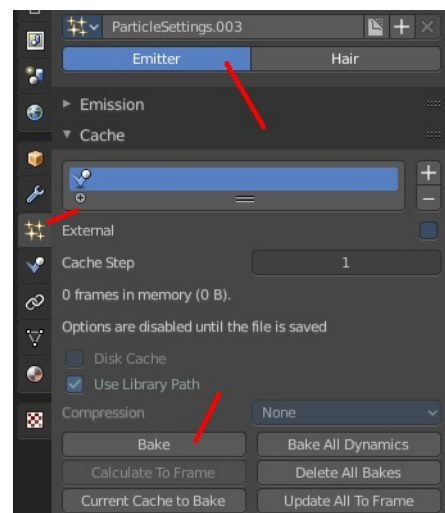 ParticleSettings.003
Emitter Hair
Emission
Cache
External
Cache Step 1
0 frames in memory (0 B).
Options are disabled until the file is saved
Disk Cache
Use Library Path
Compression None
Bake Bake All Dynamics
Calculate To Frame Delete All Bakes
Current Cache to Bake Update All To Frame